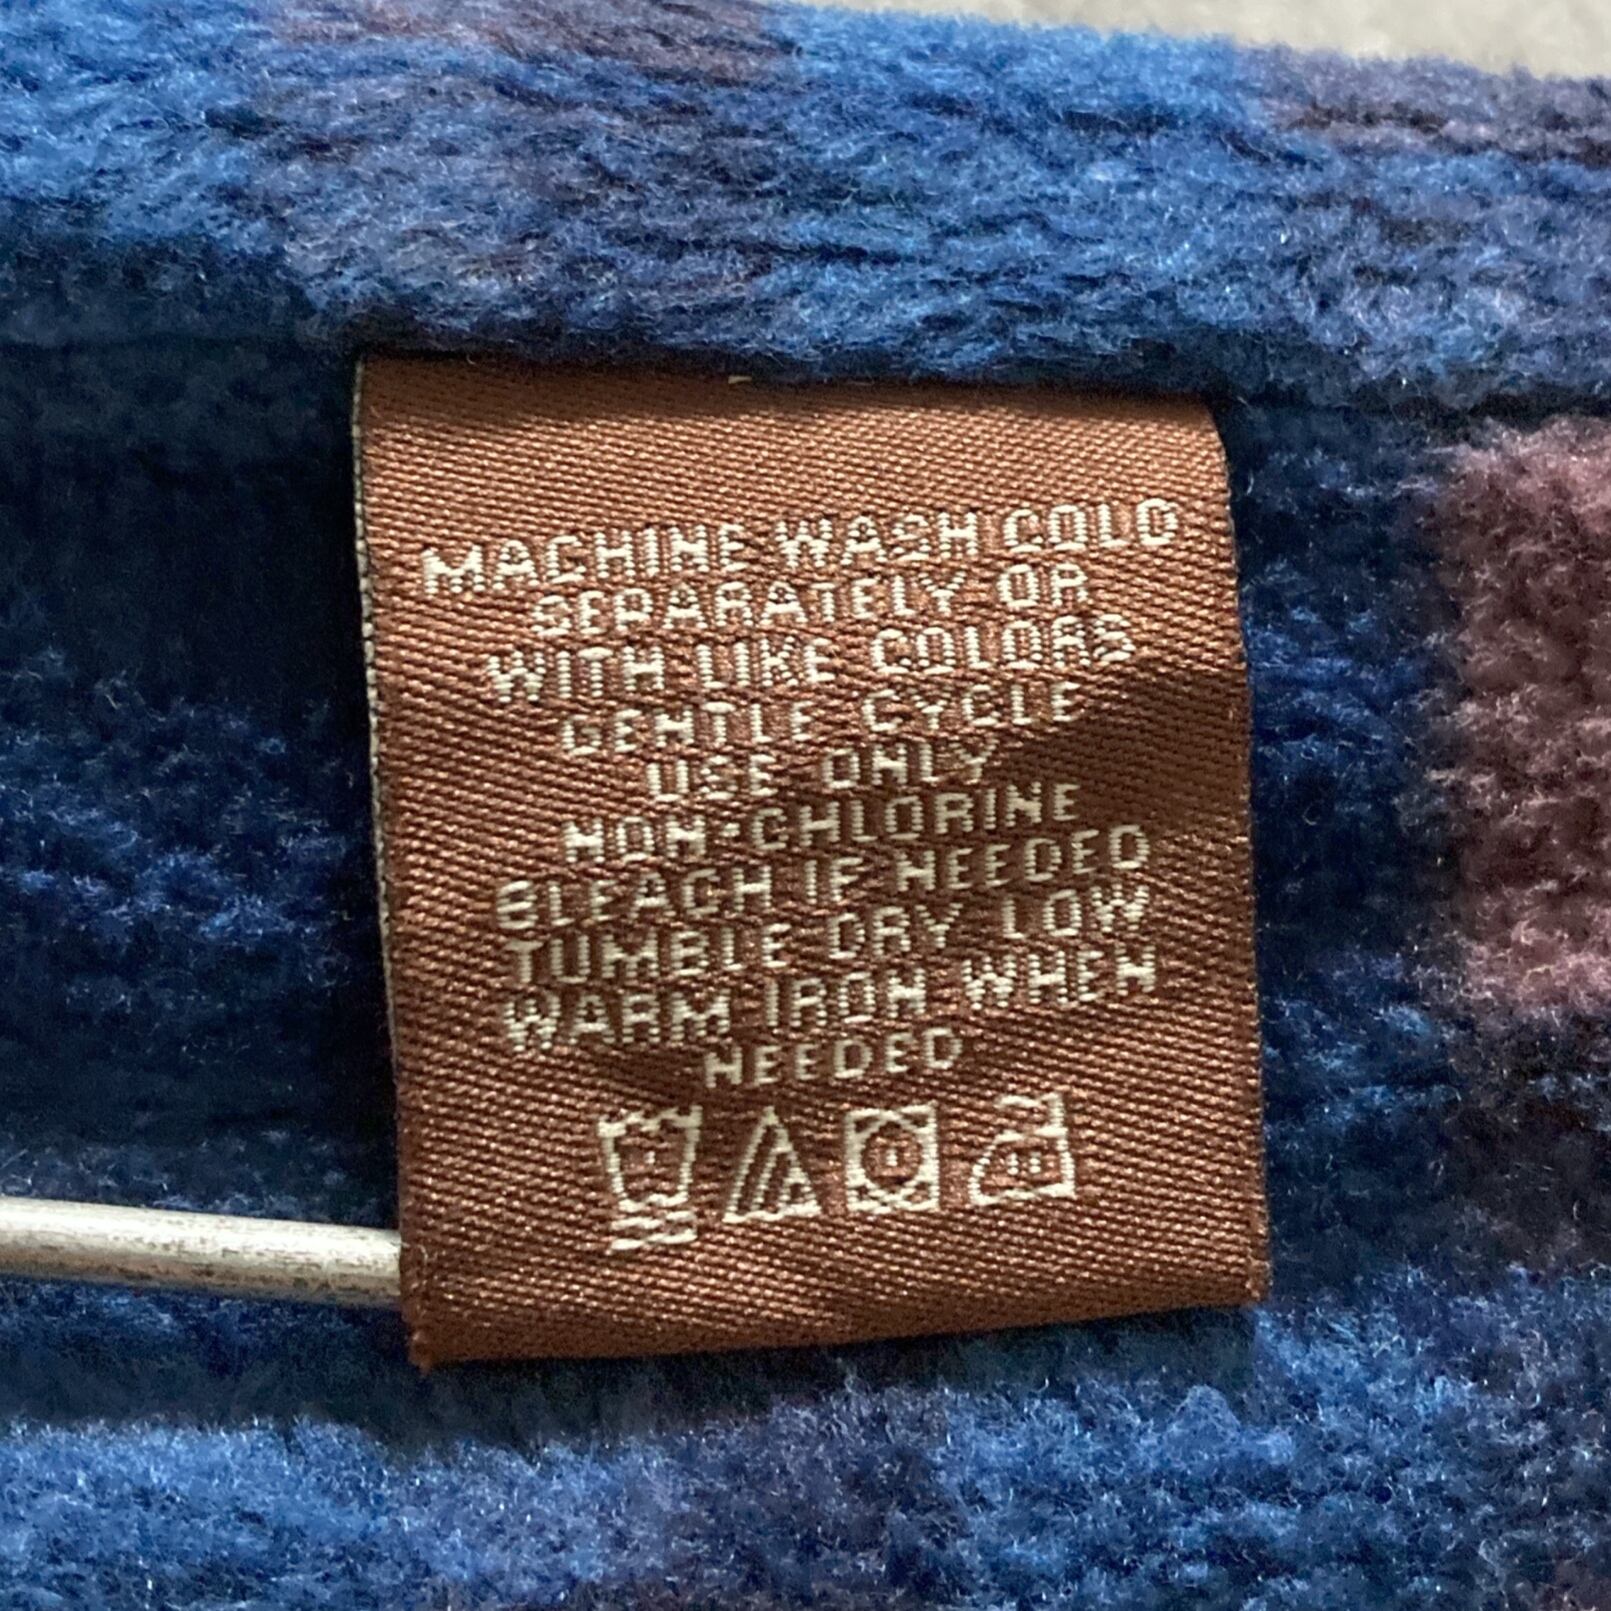 MACHINE WASH COLD
SEPARATELY OR
WITH LIKE COLORS
GENTLE CYCLE
USE ONLY
NON-CHLORINE
BLEACH IF NEEDED
TUMBLE DRY LOW
WARM IRON WHEN
NEEDED